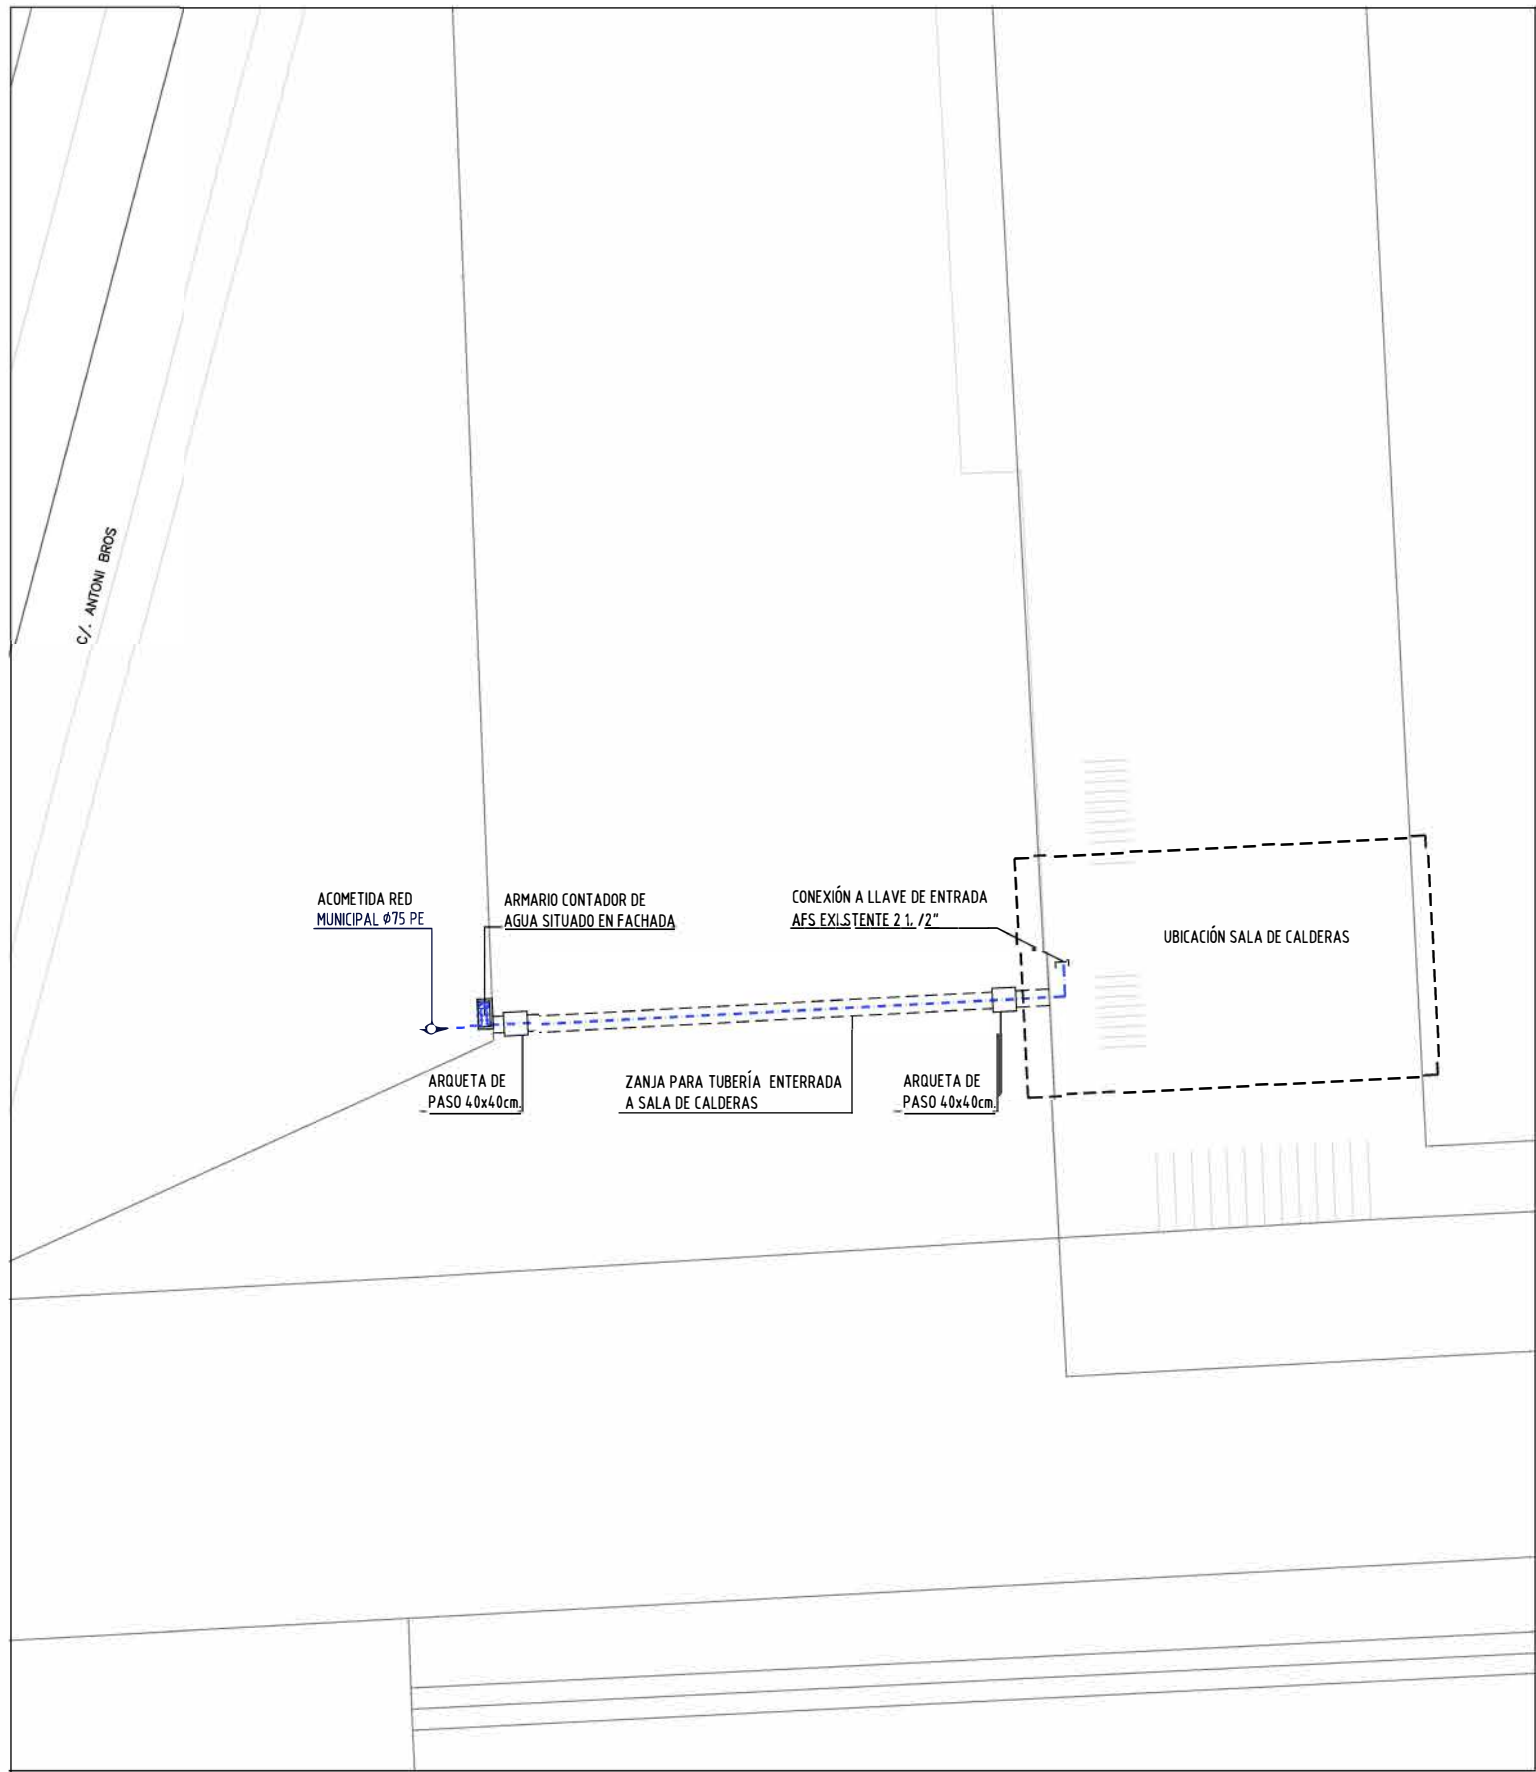 C/. ANTONI BROS
ACOMETIDA RED
MUNICIPAL Ø75 PE
ARMARIO CONTADOR DE
AGUA SITUADO EN FACHADA
CONEXIÓN A LLAVE DE ENTRADA
AFS EXISTENTE 2 1/2"
UBICACIÓN SALA DE CALDERAS
ARQUETA DE
PASO 40x40cm.
ZANJA PARA TUBERÍA ENTERRADA
A SALA DE CALDERAS
ARQUETA DE
PASO 40x40cm.